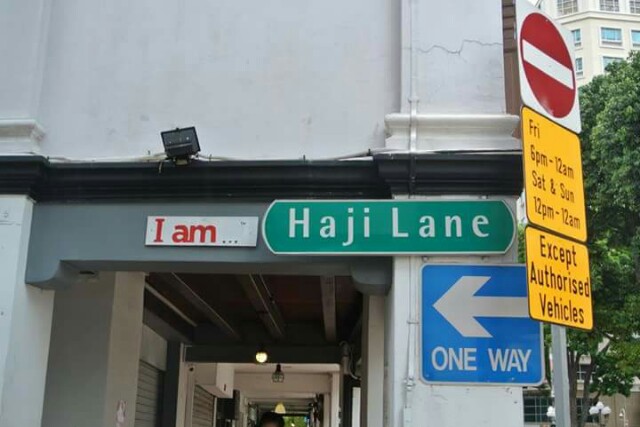 I am...
Haji Lane
Fri
6pm-12am
Sat & Sun
12pm-12am
Except
Authorised
Vehicles
ONE WAY